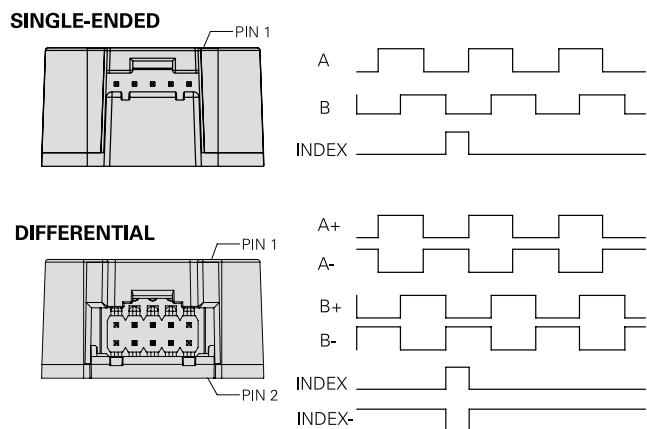 SINGLE-ENDED
PIN 1
A
B
INDEX
DIFFERENTIAL
PIN 1
PIN 2
A+
A-
B+
B-
INDEX
INDEX-